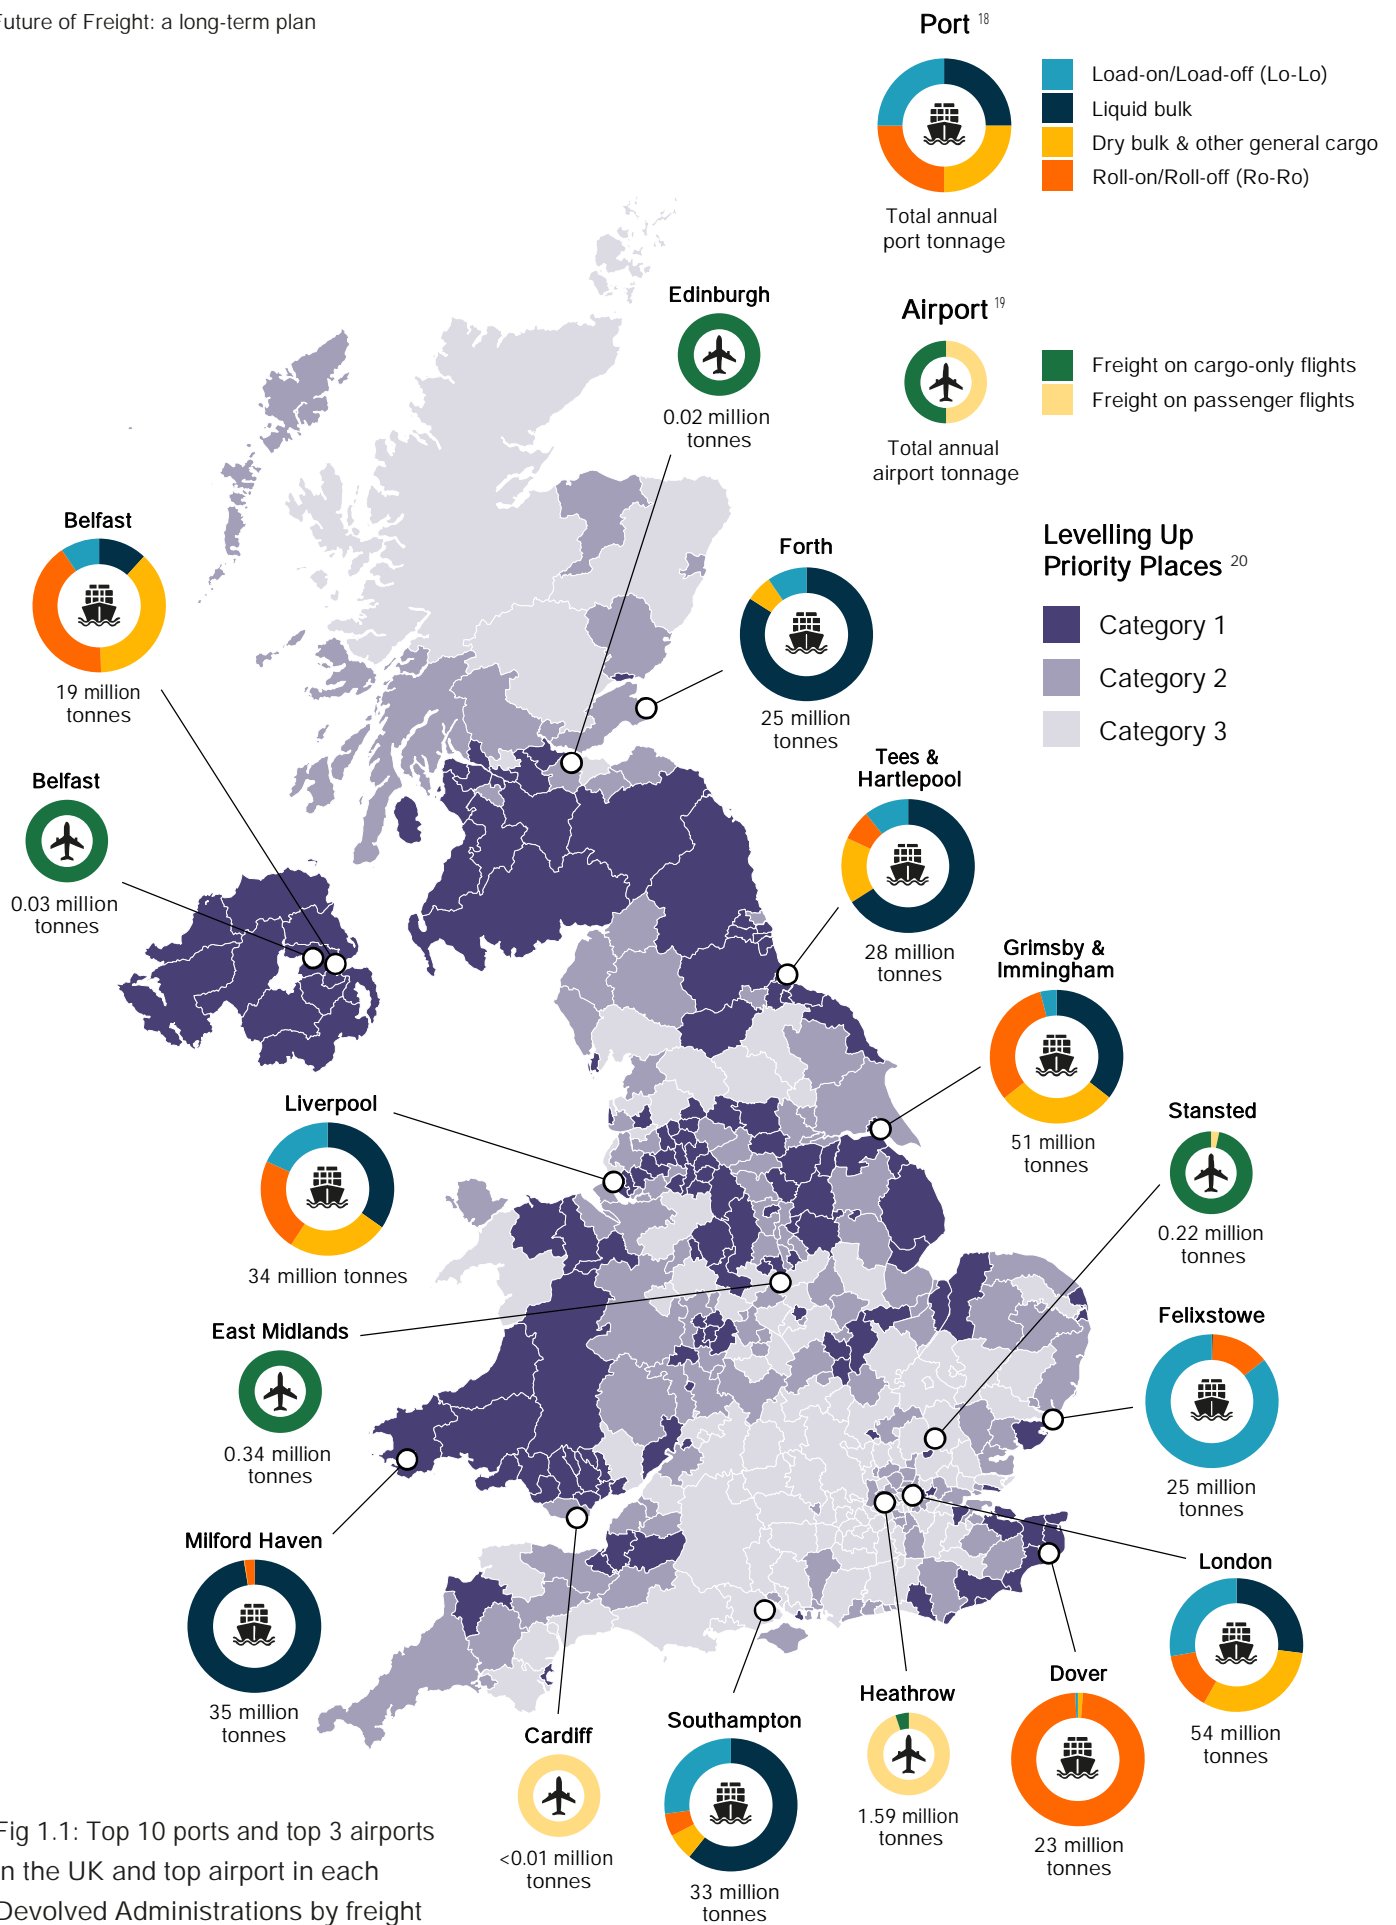 Future of Freight: a long-term plan
Port 18
Load-on/Load-off (Lo-Lo)
Liquid bulk
Dry bulk & other general cargo
Roll-on/Roll-off (Ro-Ro)
Total annual
port tonnage
Airport 19
Freight on cargo-only flights
Freight on passenger flights
Total annual
airport tonnage
Levelling Up
Priority Places 20
Category 1
Category 2
Category 3
Edinburgh
0.02 million
tonnes
Belfast
19 million
tonnes
Forth
25 million
tonnes
Belfast
0.03 million
tonnes
Tees &
Hartlepool
28 million
tonnes
Grimsby &
Immingham
51 million
tonnes
Liverpool
34 million tonnes
Stansted
0.22 million
tonnes
East Midlands
0.34 million
tonnes
Felixstowe
25 million
tonnes
Milford Haven
35 million
tonnes
London
54 million
tonnes
Cardiff
<0.01 million
tonnes
Southampton
33 million
tonnes
Heathrow
1.59 million
tonnes
Dover
23 million
tonnes
Fig 1.1: Top 10 ports and top 3 airports
in the UK and top airport in each
Devolved Administrations by freight